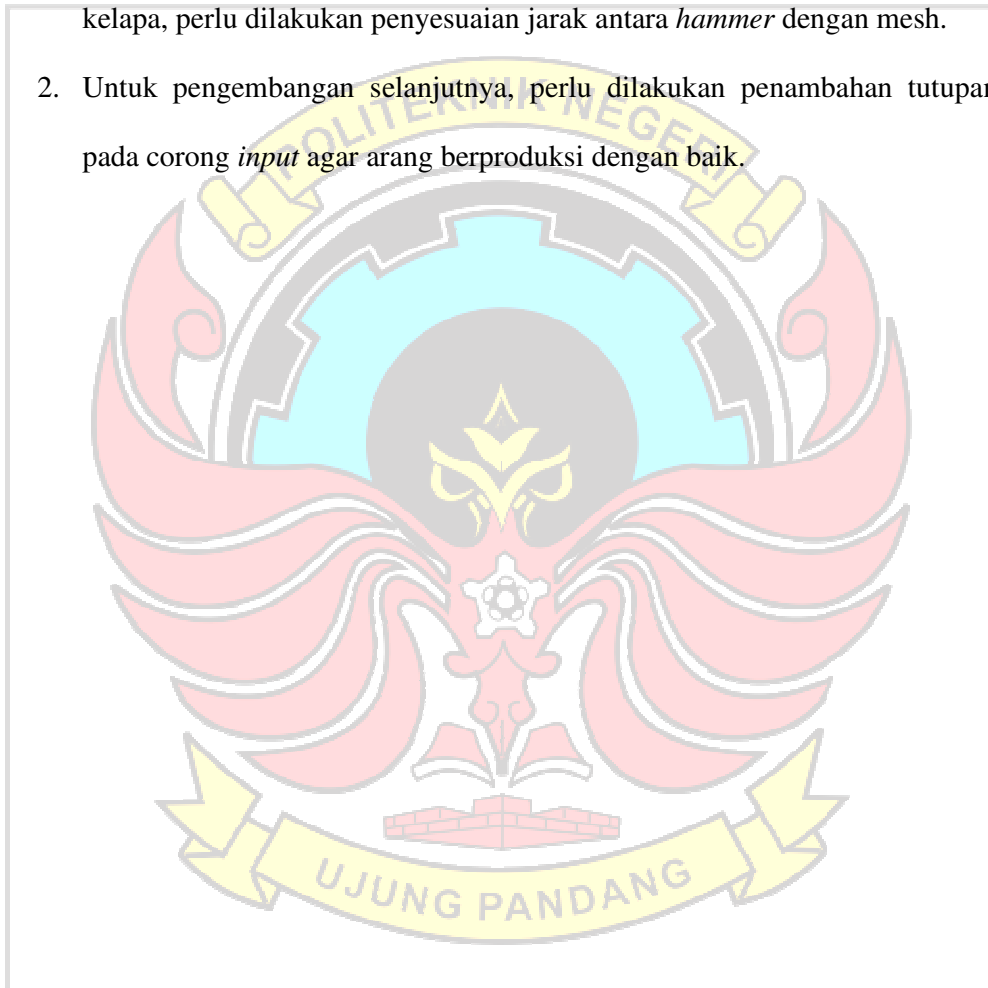 kelapa, perlu dilakukan penyesuaian jarak antara hammer dengan mesh.
2. Untuk pengembangan selanjutnya, perlu dilakukan penambahan tutupan
pada corong input agar arang berproduksi dengan baik.
POLITEKNIK NEGERI
UJUNG PANDANG